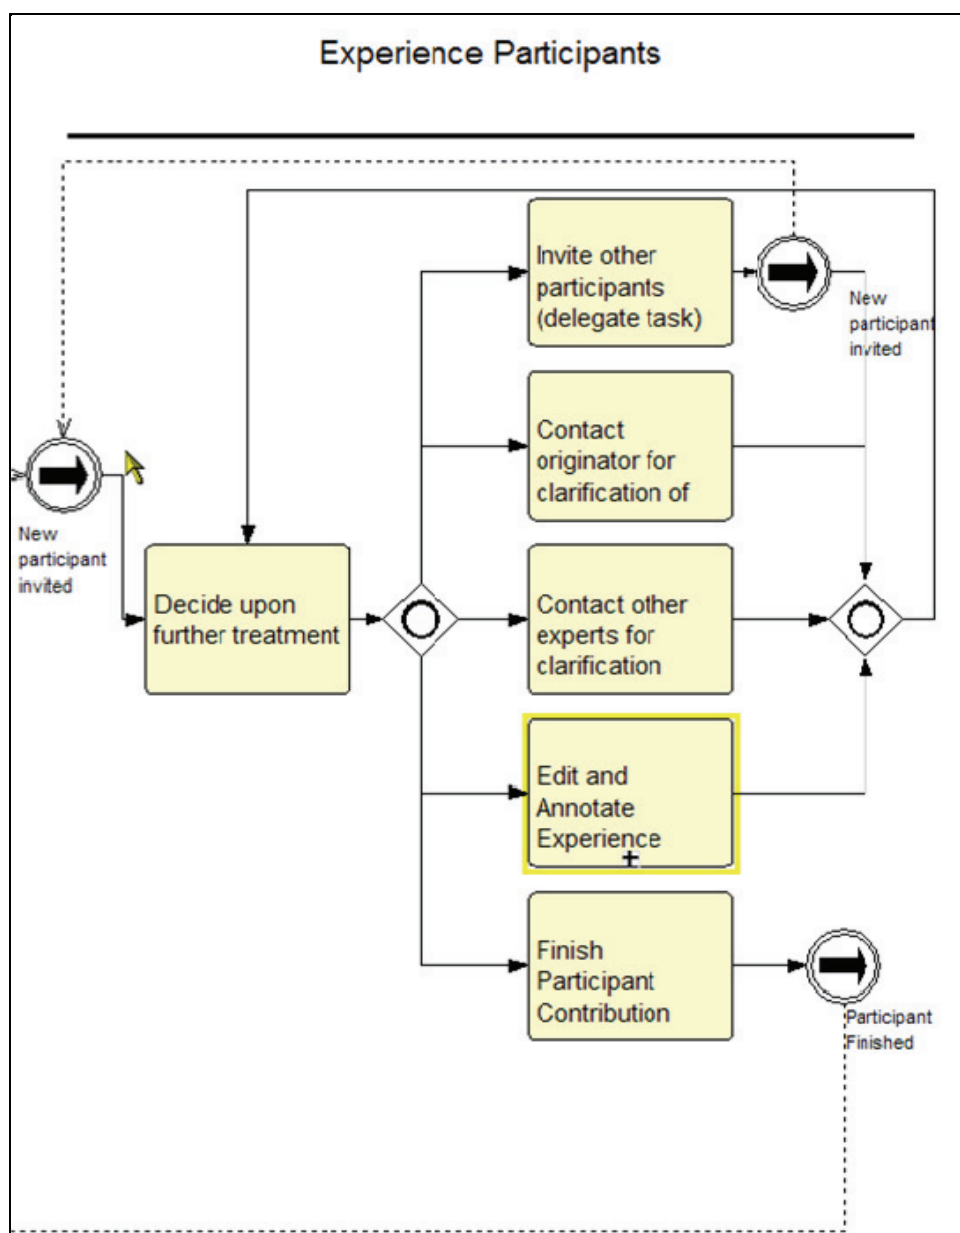 Experience Participants
Invite other
participants
(delegate task)
New
participant
invited
Contact
originator for
clarification of
New
participant
invited
Decide upon
further treatment
Contact other
experts for
clarification
Edit and
Annotate
Experience
Finish
Participant
Contribution
Participant
Finished